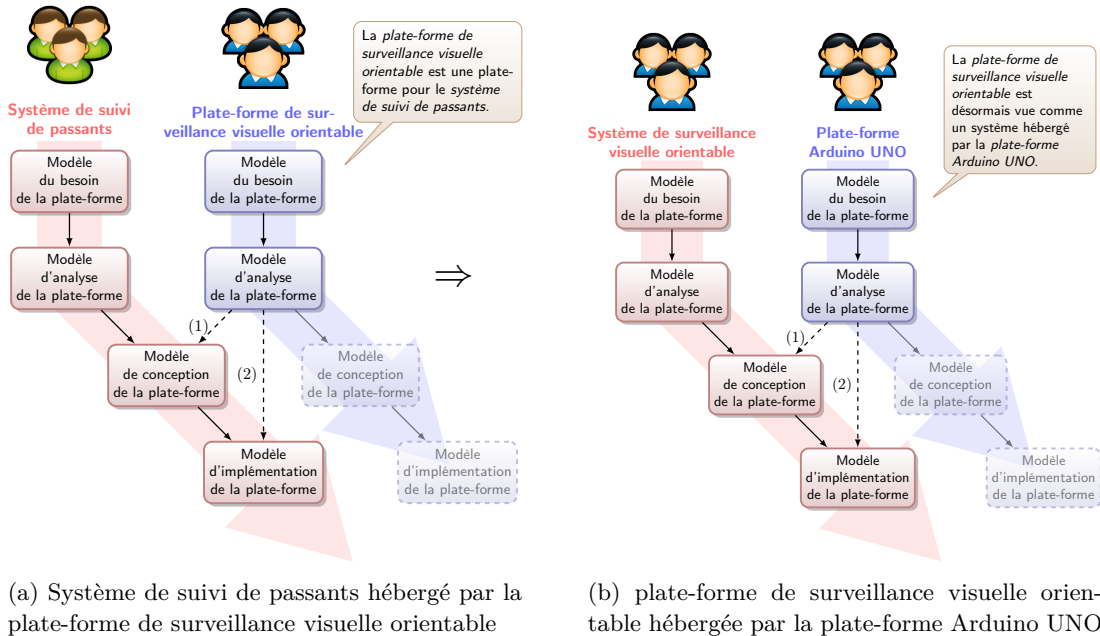 La plate-forme de
surveillance visuelle
orientable est une plate-
forme pour le système
de suivi de passants.
Système de suivi
de passants
Plate-forme de sur-
veillance visuelle orientable
Modèle
du besoin
de la plate-forme
Modèle
du besoin
de la plate-forme
Modèle
d'analyse
de la plate-forme
Modèle
d'analyse
de la plate-forme
(1)
(2)
Modèle
de conception
de la plate-forme
Modèle
de conception
de la plate-forme
Modèle
d'implémentation
de la plate-forme
Modèle
d'implémentation
de la plate-forme
(a) Système de suivi de passants hébergé par la
plate-forme de surveillance visuelle orientable
⇒
La plate-forme de
surveillance visuelle
orientable est
désormais vue comme
un système hébergé
par la plate-forme
Arduino UNO.
Système de surveillance
visuelle orientable
Plate-forme
Arduino UNO
Modèle
du besoin
de la plate-forme
Modèle
du besoin
de la plate-forme
Modèle
d'analyse
de la plate-forme
Modèle
d'analyse
de la plate-forme
(1)
(2)
Modèle
de conception
de la plate-forme
Modèle
de conception
de la plate-forme
Modèle
d'implémentation
de la plate-forme
Modèle
d'implémentation
de la plate-forme
(b) plate-forme de surveillance visuelle orien-
table hébergée par la plate-forme Arduino UNO